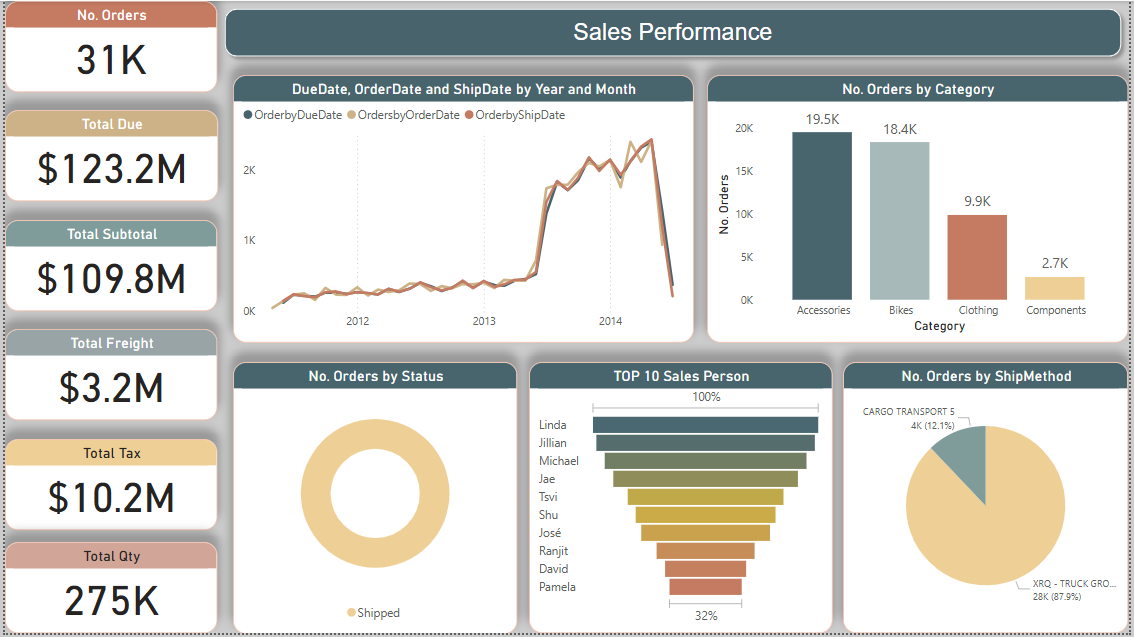 No. Orders
31K
Total Due
$123.2M
Total Subtotal
$109.8M
Total Freight
$3.2M
Total Tax
$10.2M
Total Qty
275K
Sales Performance
DueDate, OrderDate and ShipDate by Year and Month
OrderbyDueDate OrdersbyOrderDate OrderbyShipDate
2K
1K
0K
2012 2013 2014
No. Orders by Category
No. Orders
20K
15K
10K
5K
0K
19.5K
18.4K
9.9K
2.7K
Accessories Bikes Clothing Components
Category
No. Orders by Status
Shipped
TOP 10 Sales Person
100%
Linda
Jillian
Michael
Jae
Tsvi
Shu
José
Ranjit
David
Pamela
32%
No. Orders by ShipMethod
CARGO TRANSPORT 5
4K (12.1%)
XRQ - TRUCK GRO...
28K (87.9%)